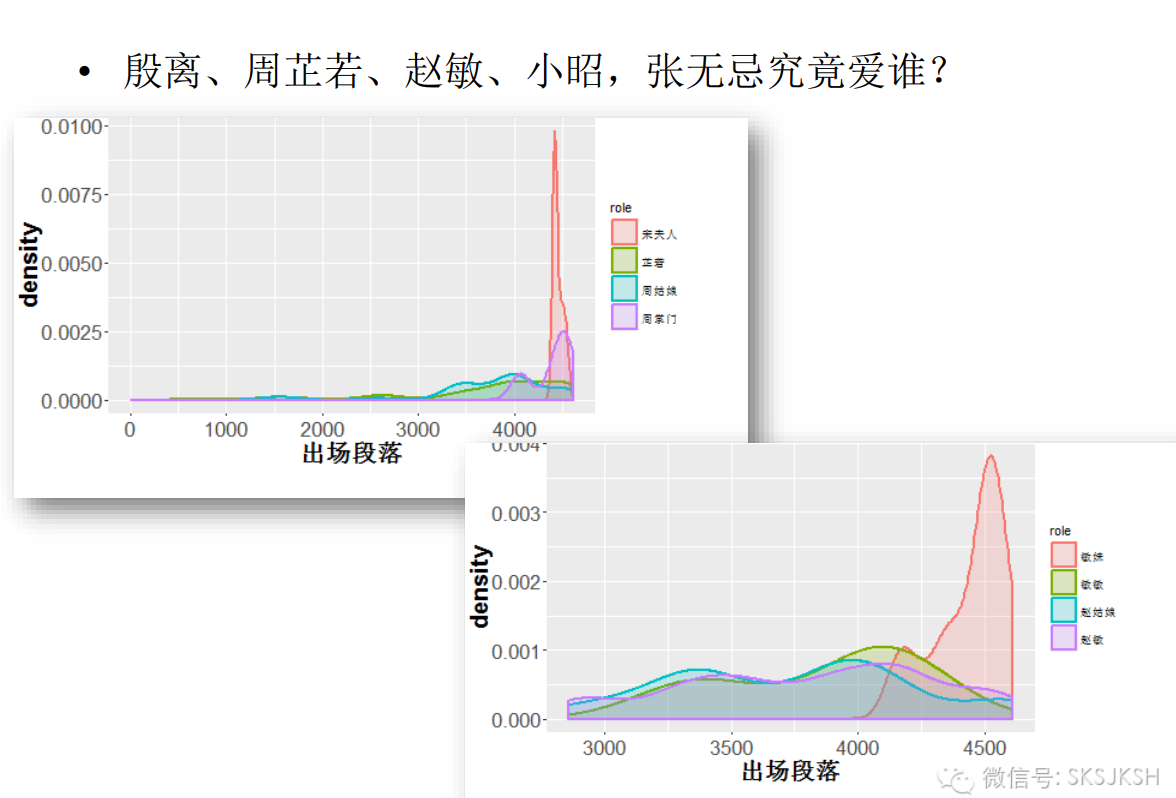 • 殷离、周芷若、赵敏、小昭，张无忌究竟爱谁？
0.0100
0.0075
0.0050
0.0025
0.0000
density
0 1000 2000 3000 4000
出场段落
role
宋夫人
芷若
周姑娘
周掌门
0.004
0.003
0.002
0.001
0.000
density
3000 3500 4000 4500
出场段落
role
敏妹
敏敏
赵姑娘
赵敏
微信号: SKSJKSH